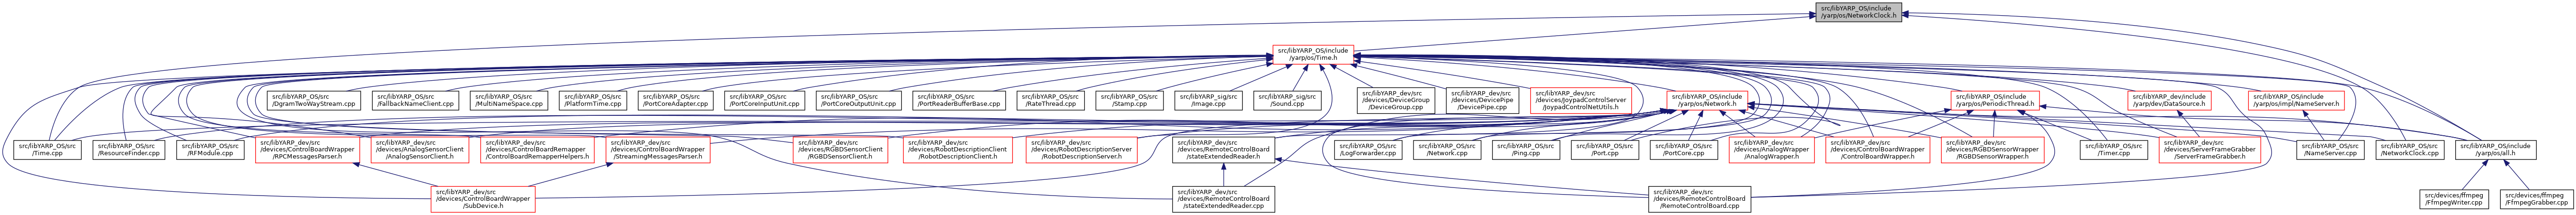 src/libYARP_OS/include
/yarp/os/NetworkClock.h
src/libYARP_OS/include
/yarp/os/Time.h
src/libYARP_OS/src
/DgramTwoWayStream.cpp
src/libYARP_OS/src
/FallbackNameClient.cpp
src/libYARP_OS/src
/MultiNameSpace.cpp
src/libYARP_OS/src
/PlatformTime.cpp
src/libYARP_OS/src
/PortCoreAdapter.cpp
src/libYARP_OS/src
/PortCoreInputUnit.cpp
src/libYARP_OS/src
/PortCoreOutputUnit.cpp
src/libYARP_OS/src
/PortReaderBufferBase.cpp
src/libYARP_OS/src
/RateThread.cpp
src/libYARP_OS/src
/Stamp.cpp
src/libYARP_sig/src
/Image.cpp
src/libYARP_sig/src
/Sound.cpp
src/libYARP_dev/src
/devices/DeviceGroup
/DeviceGroup.cpp
src/libYARP_dev/src
/devices/DevicePipe
/DevicePipe.cpp
src/libYARP_dev/src
/devices/JoypadControlServer
/JoypadControlNetUtils.h
src/libYARP_OS/include
/yarp/os/Network.h
src/libYARP_OS/include
/yarp/os/PeriodicThread.h
src/libYARP_dev/include
/yarp/dev/DataSource.h
src/libYARP_OS/include
/yarp/os/impl/NameServer.h
src/libYARP_OS/src
/Time.cpp
src/libYARP_OS/src
/ResourceFinder.cpp
src/libYARP_OS/src
/RFModule.cpp
src/libYARP_dev/src
/devices/ControlBoardWrapper
/RPCMessagesParser.h
src/libYARP_dev/src
/devices/AnalogSensorClient
/AnalogSensorClient.h
src/libYARP_dev/src
/devices/ControlBoardRemapper
/ControlBoardRemapperHelpers.h
src/libYARP_dev/src
/devices/ControlBoardWrapper
/StreamingMessagesParser.h
src/libYARP_dev/src
/devices/RGBDSensorClient
/RGBDSensorClient.h
src/libYARP_dev/src
/devices/RobotDescriptionClient
/RobotDescriptionClient.h
src/libYARP_dev/src
/devices/RobotDescriptionServer
/RobotDescriptionServer.h
src/libYARP_dev/src
/devices/RemoteControlBoard
/stateExtendedReader.h
src/libYARP_OS/src
/LogForwarder.cpp
src/libYARP_OS/src
/Network.cpp
src/libYARP_OS/src
/Ping.cpp
src/libYARP_OS/src
/Port.cpp
src/libYARP_OS/src
/PortCore.cpp
src/libYARP_dev/src
/devices/AnalogWrapper
/AnalogWrapper.h
src/libYARP_dev/src
/devices/ControlBoardWrapper
/ControlBoardWrapper.h
src/libYARP_dev/src
/devices/RGBDSensorWrapper
/RGBDSensorWrapper.h
src/libYARP_OS/src
/Timer.cpp
src/libYARP_dev/src
/devices/ServerFrameGrabber
/ServerFrameGrabber.h
src/libYARP_OS/src
/NameServer.cpp
src/libYARP_OS/src
/NetworkClock.cpp
src/libYARP_OS/include
/yarp/os/all.h
src/libYARP_dev/src
/devices/ControlBoardWrapper
/SubDevice.h
src/libYARP_dev/src
/devices/RemoteControlBoard
/stateExtendedReader.cpp
src/libYARP_dev/src
/devices/RemoteControlBoard
/RemoteControlBoard.cpp
src/devices/ffmpeg
/FfmpegWriter.cpp
src/devices/ffmpeg
/FfmpegGrabber.cpp